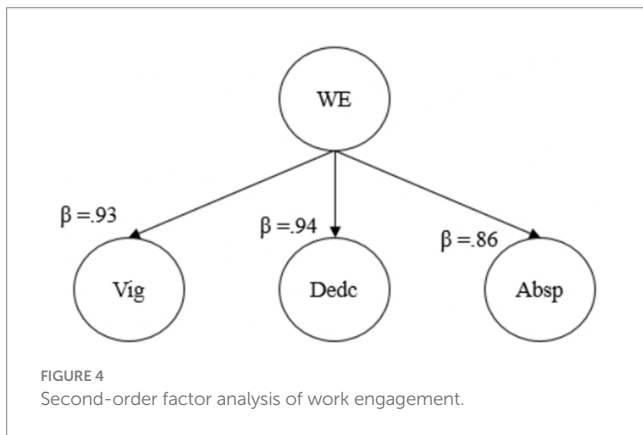 WE
β =.93
β =.94
β =.86
Vig
Dedc
Absp
FIGURE 4
Second-order factor analysis of work engagement.